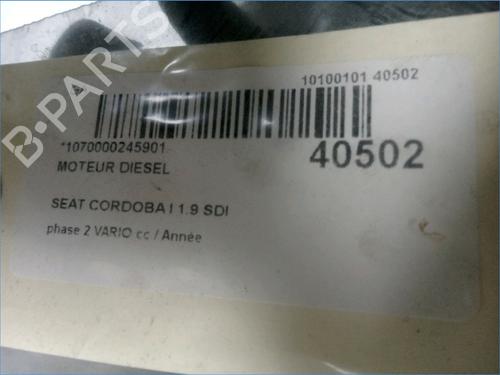 B-PARTS
10100101 40502
*1070000245901
40502
MOTEUR DIESEL
SEAT CORDOBA I 1.9 SDI
phase 2 VARIO cc / Année